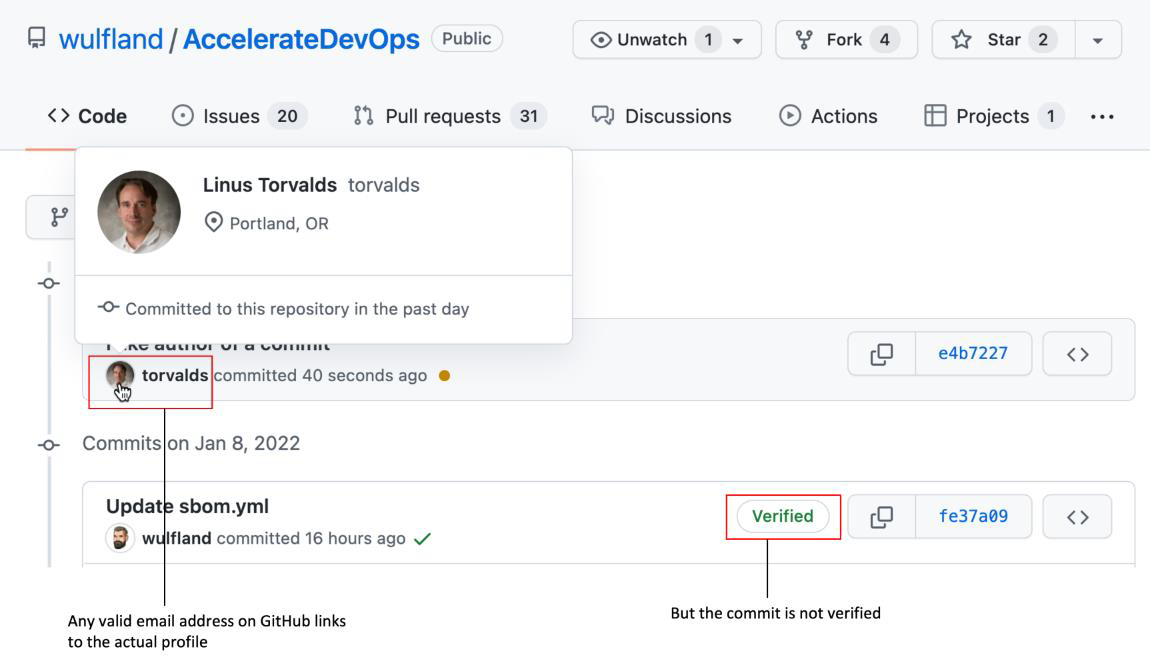 wulfland / AccelerateDevOps Public Unwatch 1 Fork 4 Star 2
Code Issues 20 Pull requests 31 Discussions Actions Projects 1 ...
Linus Torvalds torvalds
Portland, OR
Committed to this repository in the past day
author of a commit
torvalds committed 40 seconds ago e4b7227
Commits on Jan 8, 2022
Update sbom.yml
Verified fe37a09
wulfland committed 16 hours ago
Any valid email address on GitHub links
to the actual profile
But the commit is not verified